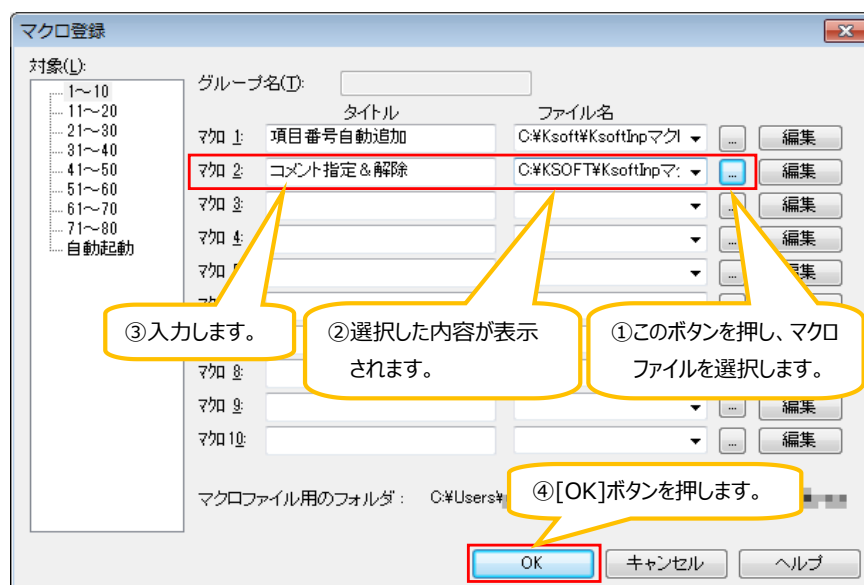 マクロ登録
対象(L):
1～10
11～20
21～30
31～40
41～50
51～60
61～70
71～80
自動起動
グループ名(T):
タイトル ファイル名
マクロ 1: 項目番号自動追加 C:¥Ksoft¥KsoftInpマク ... 編集
マクロ 2: コメント指定＆解除 C:¥KSOFT¥KsoftInpマ ... 編集
マクロ 3: ... 編集
マクロ 4: ... 編集
マクロ ... 編集
③入力します。
②選択した内容が表示
されます。
①このボタンを押し、マクロ
ファイルを選択します。
マクロ 8:
マクロ 9: ... 編集
マクロ 10: ... 編集
マクロファイル用のフォルダ : C:¥Users¥
④[OK]ボタンを押します。
OK キャンセル ヘルプ